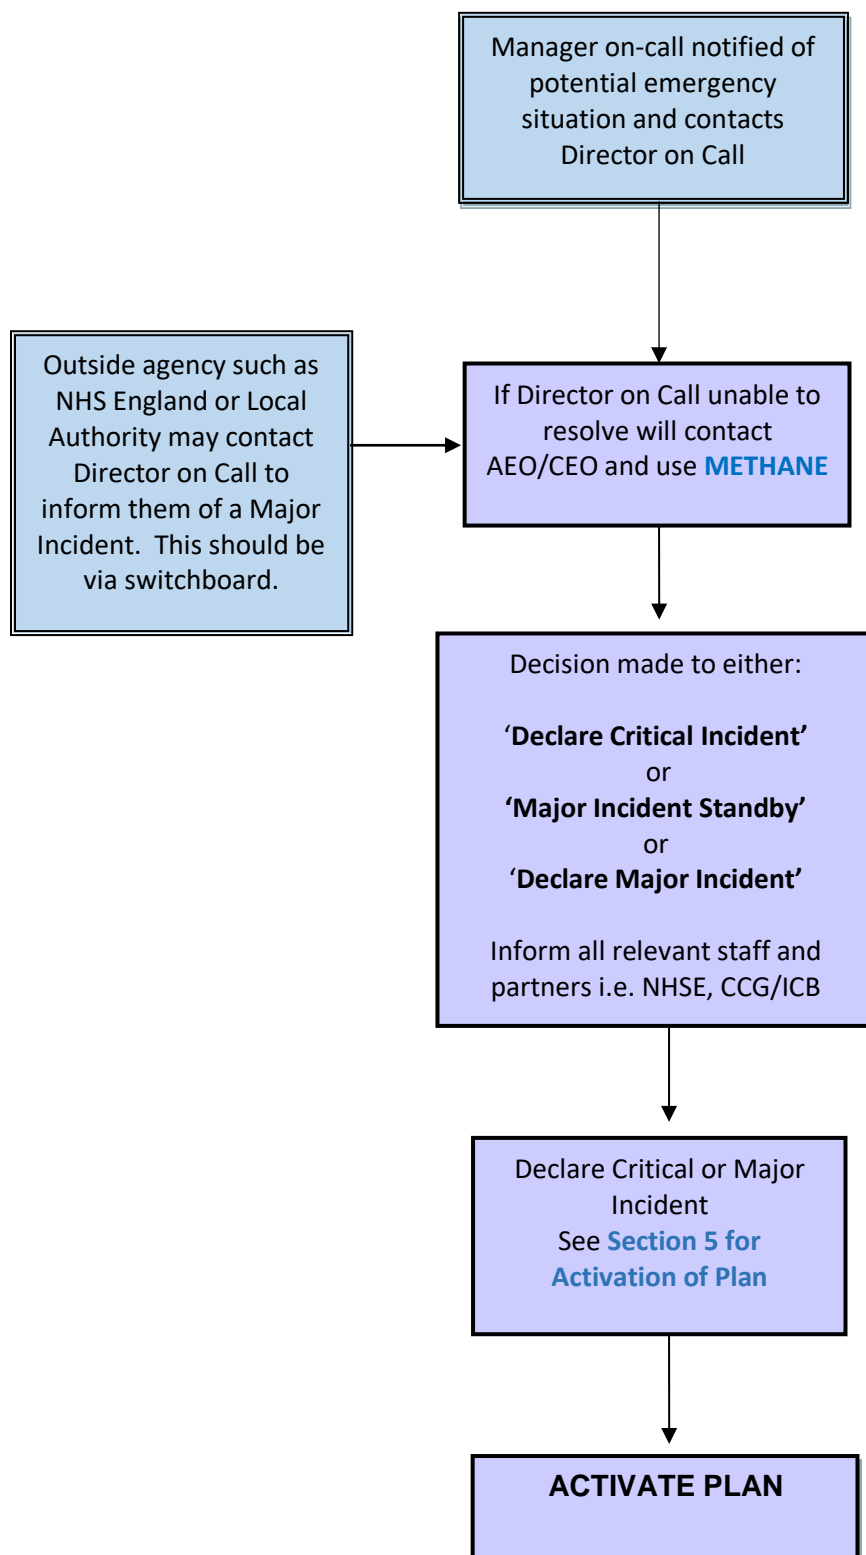 Manager on-call notified of
potential emergency
situation and contacts
Director on Call
Outside agency such as
NHS England or Local
Authority may contact
Director on Call to
inform them of a Major
Incident.  This should be
via switchboard.
If Director on Call unable to
resolve will contact
AEO/CEO and use METHANE
Decision made to either:
‘Declare Critical Incident’
or
‘Major Incident Standby’
or
‘Declare Major Incident’
Inform all relevant staff and
partners i.e. NHSE, CCG/ICB
Declare Critical or Major
Incident
See Section 5 for
Activation of Plan
ACTIVATE PLAN